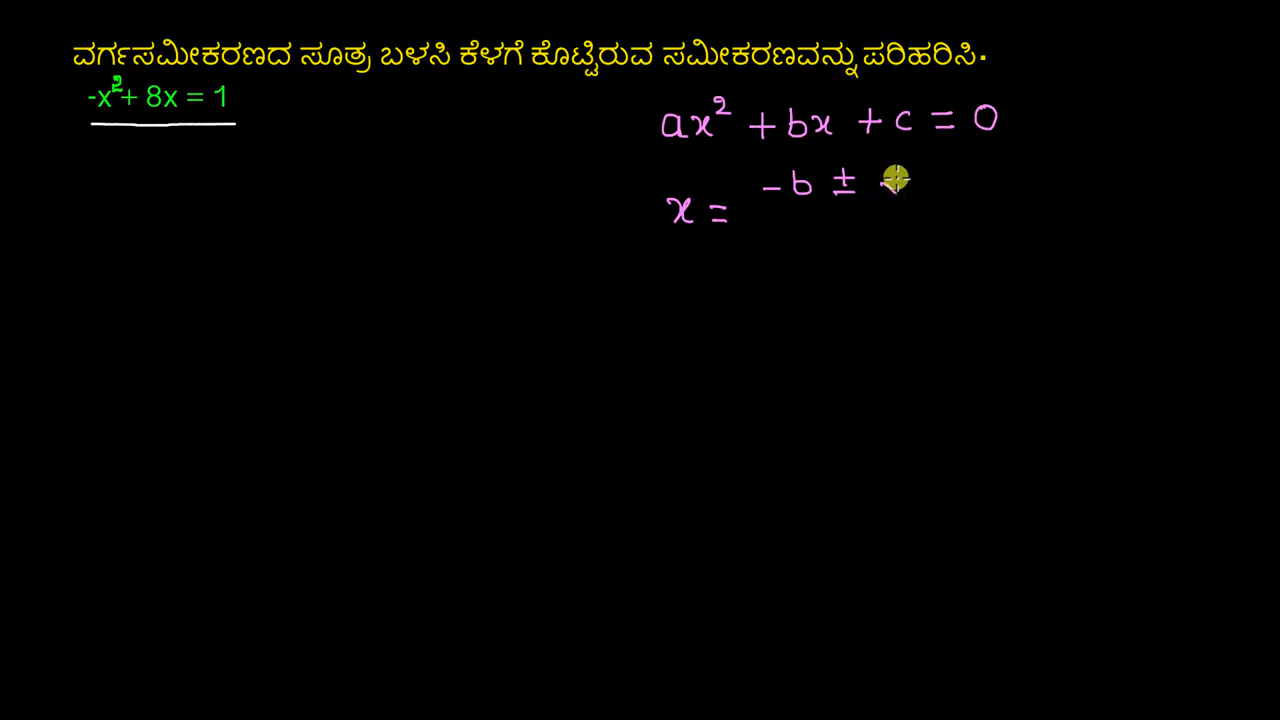 ವರ್ಗಸಮೀಕರಣದ ಸೂತ್ರ ಬಳಸಿ ಕೆಳಗೆ ಕೊಟ್ಟಿರುವ ಸಮೀಕರಣವನ್ನು ಪರಿಹರಿಸಿ.
-x² + 8x = 1
ax² + bx + c = 0
x = -b ±